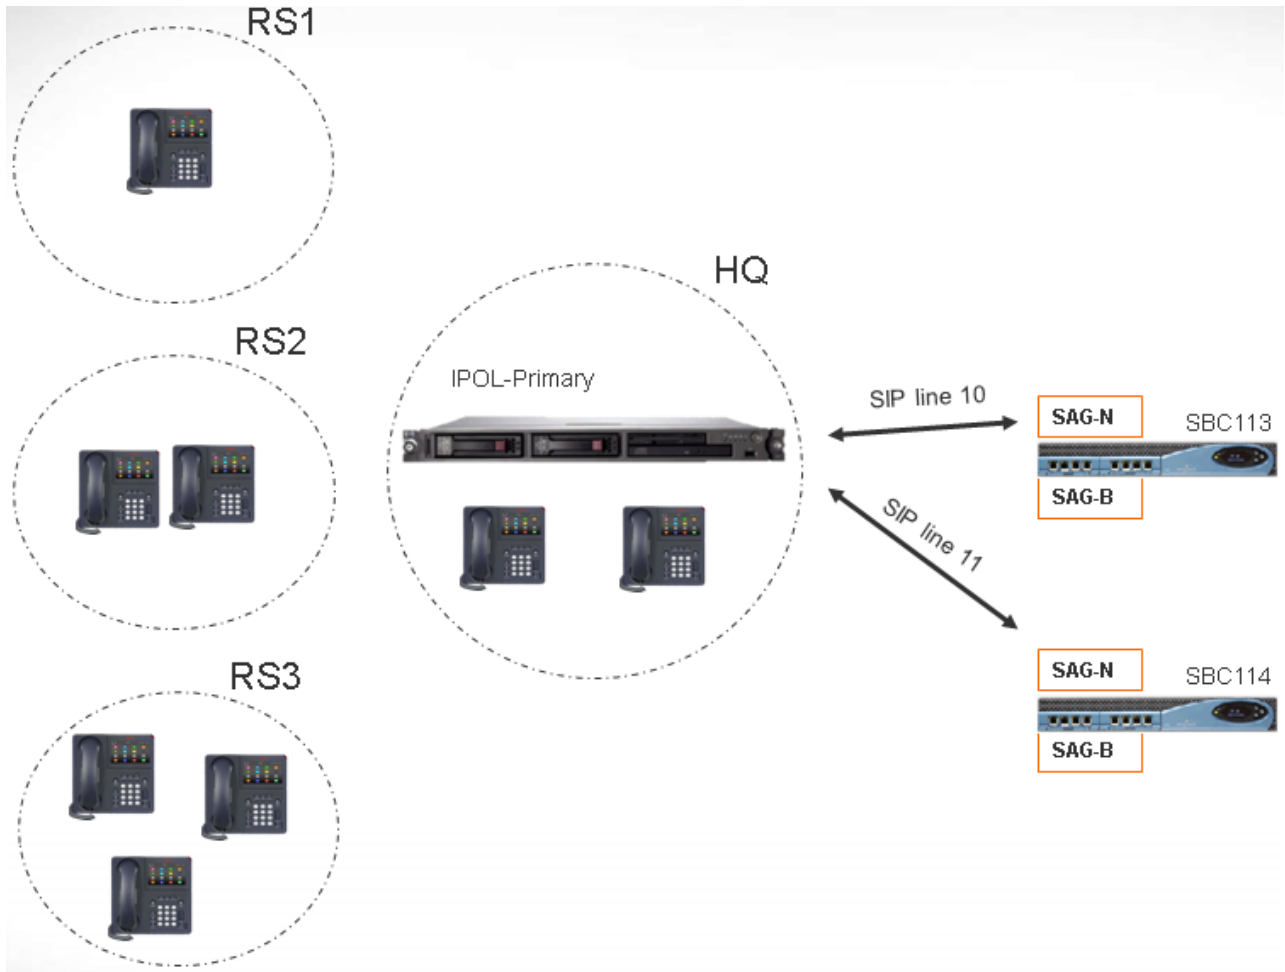 RS1
HQ
RS2
IPOL-Primary
SIP line 10
SAG-N
SBC113
SAG-B
SIP line 11
RS3
SAG-N
SBC114
SAG-B